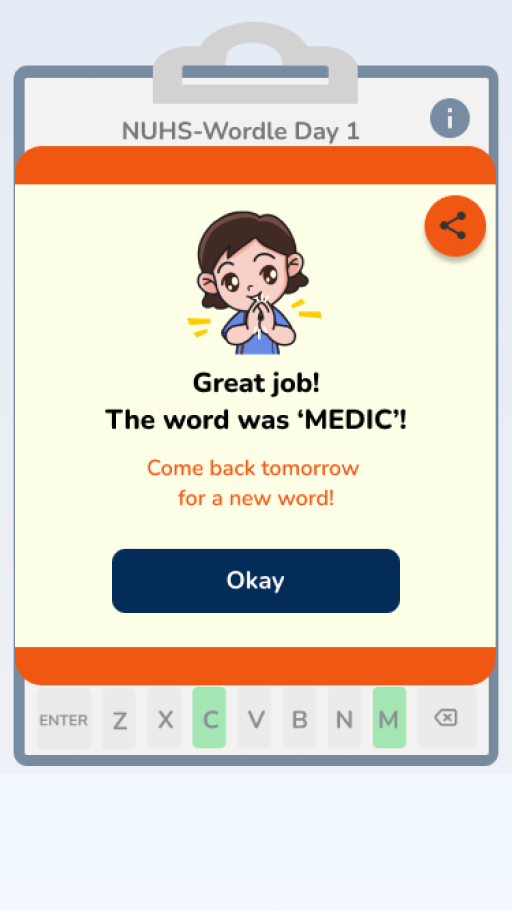 NUHS-Wordle Day 1
Great job!
The word was ‘MEDIC’!
Come back tomorrow
for a new word!
Okay
ENTER Z X C V B N M